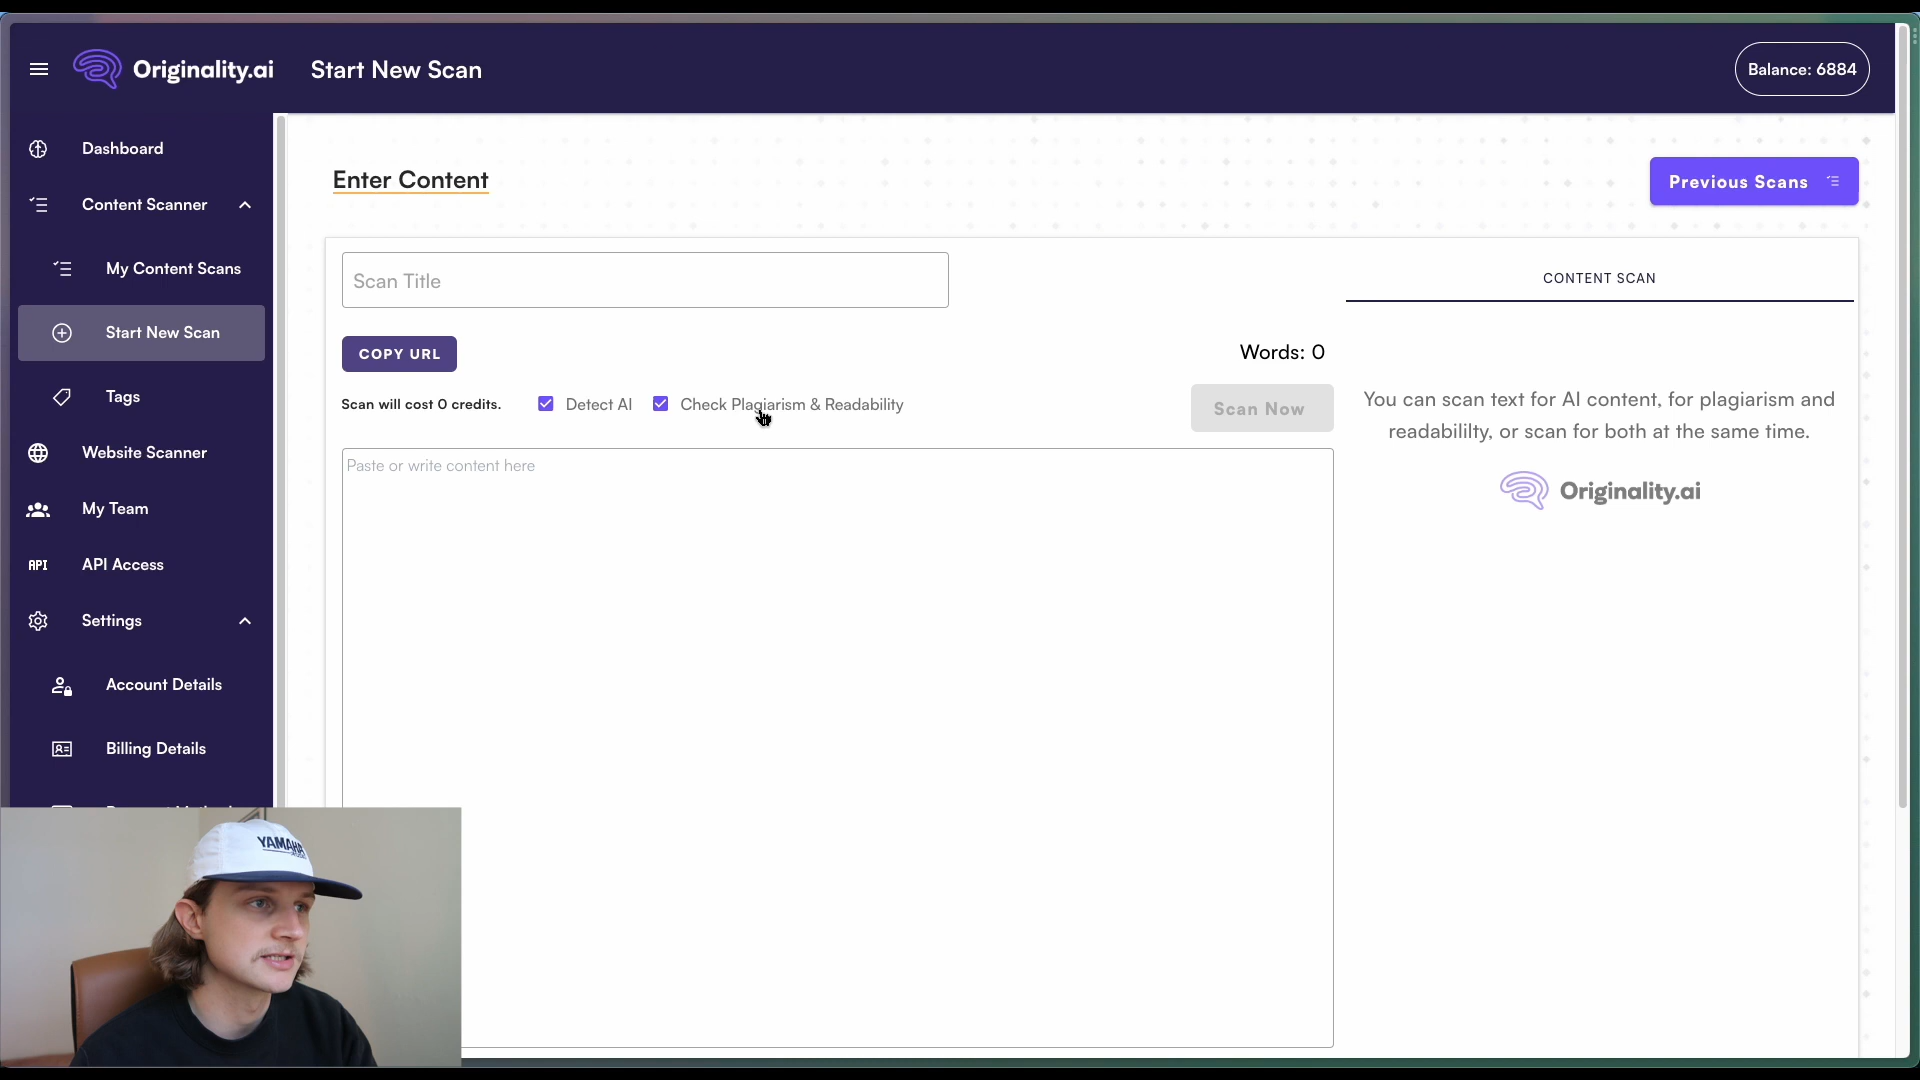 Originality.ai
Start New Scan
Balance: 6884
Dashboard
Content Scanner
My Content Scans
Start New Scan
Tags
Website Scanner
My Team
API
API Access
Settings
Account Details
Billing Details
Enter Content
Previous Scans
Scan Title
COPY URL
Words: 0
Scan will cost 0 credits.
Detect AI
Check Plagiarism & Readability
Scan Now
Paste or write content here
CONTENT SCAN
You can scan text for AI content, for plagiarism and
readabililty, or scan for both at the same time.
Originality.ai
YAMAHA